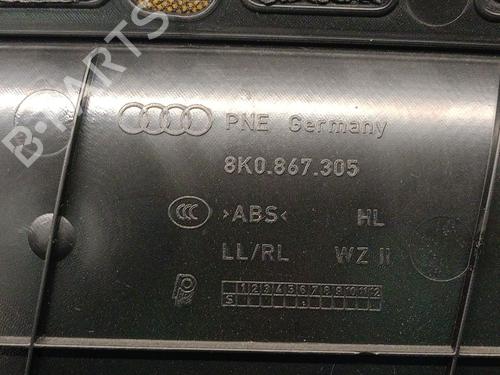 B-PARTS
PNE Germany
8K0.867.305
CCC >ABS< HL
LL/RL WZ II
1 2 3 4 5 6 7 8 9 10 11 12
S